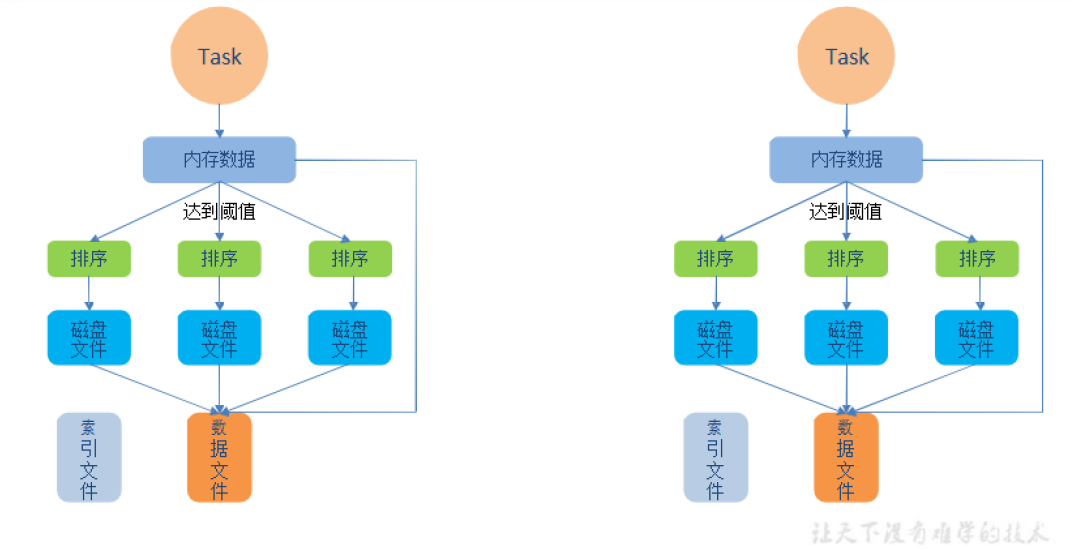 Task
Task
内存数据
内存数据
达到阈值
达到阈值
排序
排序
排序
排序
排序
排序
磁盘
文件
磁盘
文件
磁盘
文件
磁盘
文件
磁盘
文件
磁盘
文件
索
引
文
件
数
据
文
件
索
引
文
件
数
据
文
件
让天下没有难学的技术